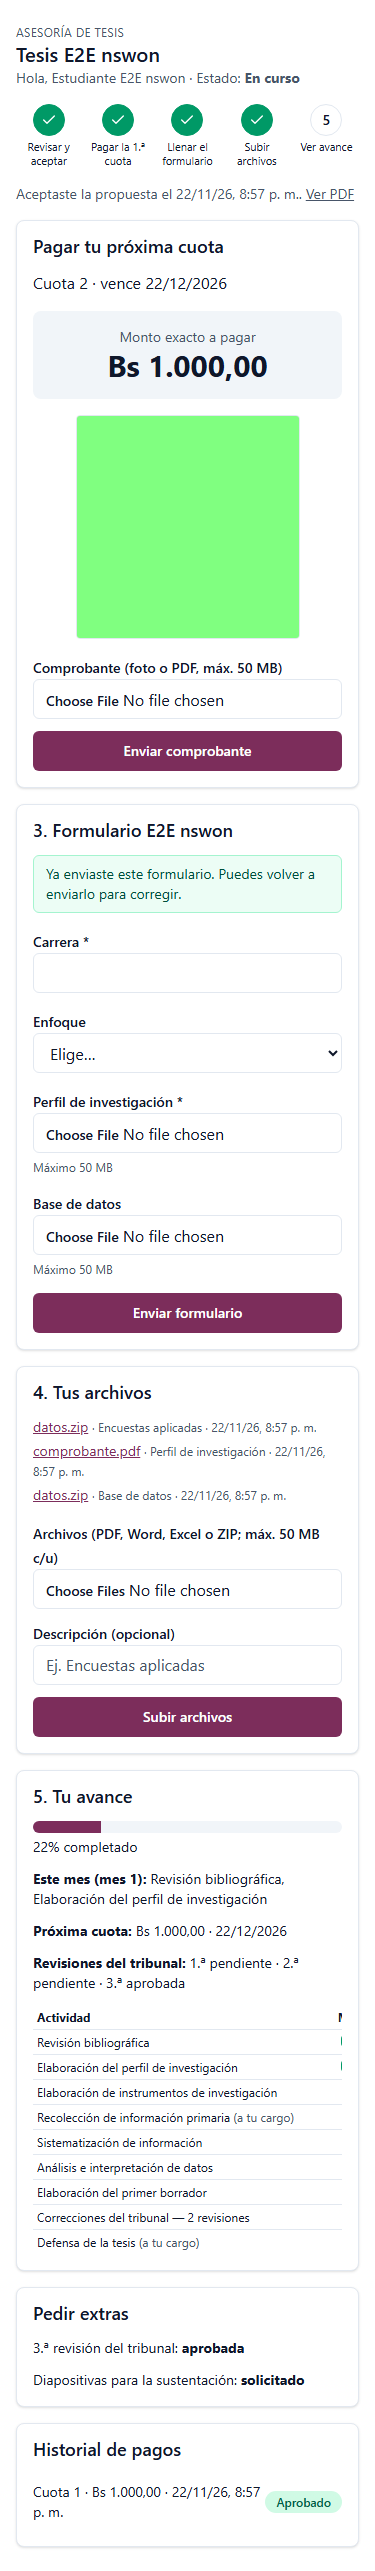 ASESORÍA DE TESIS
Tesis E2E nswon
Hola, Estudiante E2E nswon · Estado: En curso
5
Revisar y aceptar
Pagar la 1.ª cuota
Llenar el formulario
Subir archivos
Ver avance
Aceptaste la propuesta el 22/11/26, 8:57 p. m.. Ver PDF
Pagar tu próxima cuota
Cuota 2 · vence 22/12/2026
Monto exacto a pagar
Bs 1.000,00
Comprobante (foto o PDF, máx. 50 MB)
Choose File No file chosen
Enviar comprobante
3. Formulario E2E nswon
Ya enviaste este formulario. Puedes volver a
enviarlo para corregir.
Carrera *
Enfoque
Elige...
Perfil de investigación *
Choose File No file chosen
Máximo 50 MB
Base de datos
Choose File No file chosen
Máximo 50 MB
Enviar formulario
4. Tus archivos
datos.zip · Encuestas aplicadas · 22/11/26, 8:57 p. m.
comprobante.pdf · Perfil de investigación · 22/11/26,
8:57 p. m.
datos.zip · Base de datos · 22/11/26, 8:57 p. m.
Archivos (PDF, Word, Excel o ZIP; máx. 50 MB
c/u)
Choose Files No file chosen
Descripción (opcional)
Ej. Encuestas aplicadas
Subir archivos
5. Tu avance
22% completado
Este mes (mes 1): Revisión bibliográfica,
Elaboración del perfil de investigación
Próxima cuota: Bs 1.000,00 · 22/12/2026
Revisiones del tribunal: 1.ª pendiente · 2.ª
pendiente · 3.ª aprobada
Actividad
Revisión bibliográfica
Elaboración del perfil de investigación
Elaboración de instrumentos de investigación
Recolección de información primaria (a tu cargo)
Sistematización de información
Análisis e interpretación de datos
Elaboración del primer borrador
Correcciones del tribunal — 2 revisiones
Defensa de la tesis (a tu cargo)
Pedir extras
3.ª revisión del tribunal: aprobada
Diapositivas para la sustentación: solicitado
Historial de pagos
Cuota 1 · Bs 1.000,00 · 22/11/26, 8:57
p. m.
Aprobado